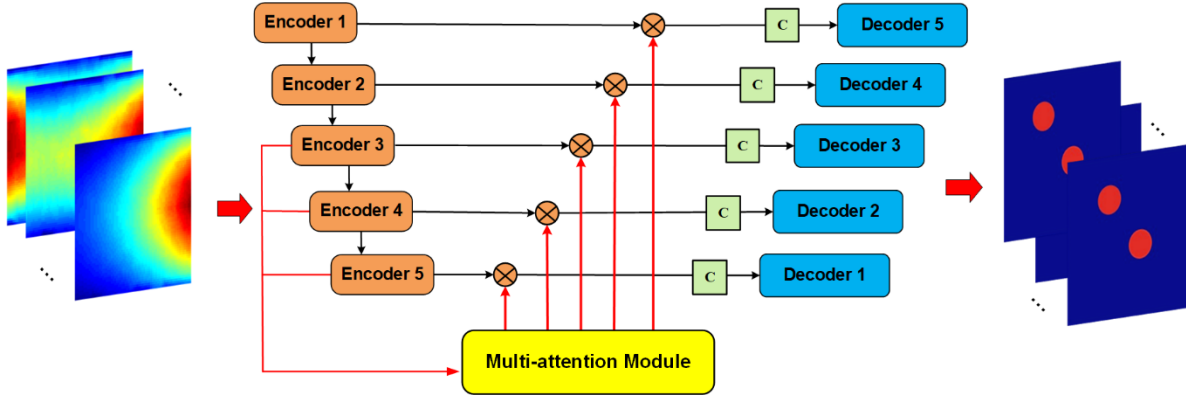 Encoder 1
C
Decoder 5
Encoder 2
C
Decoder 4
Encoder 3
C
Decoder 3
Encoder 4
C
Decoder 2
Encoder 5
C
Decoder 1
Multi-attention Module